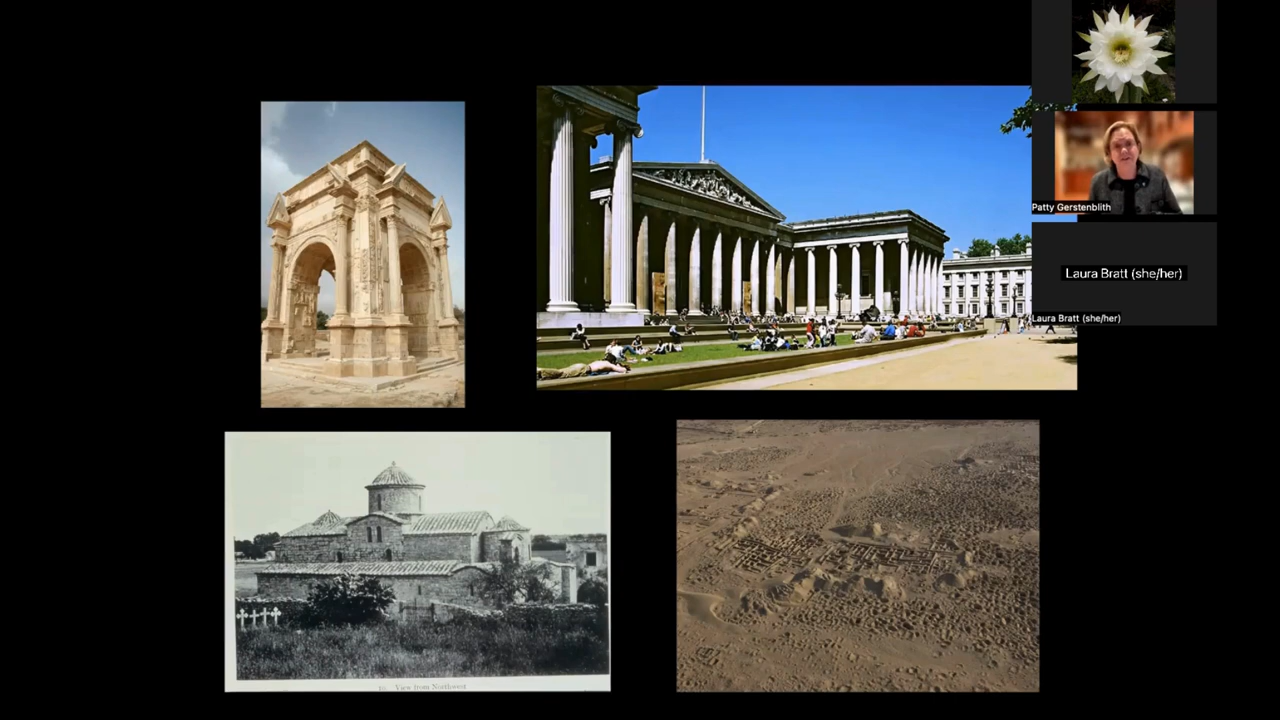 Patty Gerstenblith
Laura Bratt (she/her)
Laura Bratt (she/her)
View from Northwest